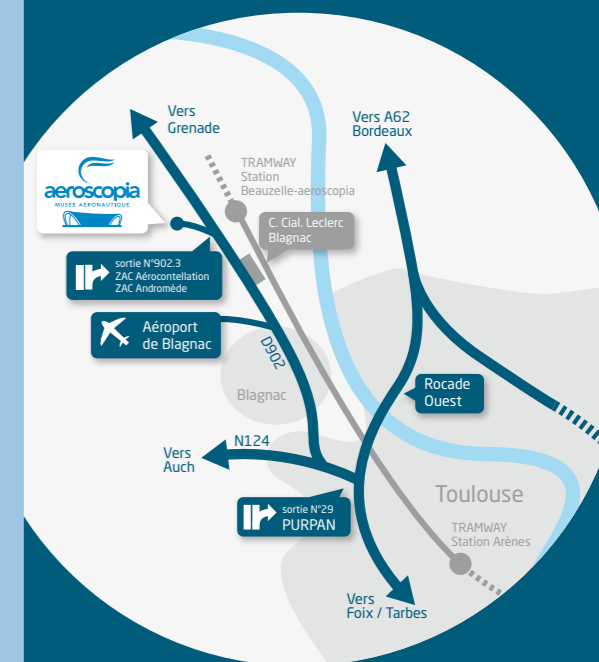 Vers
Grenade
Vers A62
Bordeaux
TRAMWAY
Station
Beauzelle-aeroscopia
aeroscopia
MUSÉE AÉRONAUTIQUE
C. Cial. Leclerc
Blagnac
sortie N°902.3
ZAC Aérocontellation
ZAC Andromède
Aéroport
de Blagnac
D902
Blagnac
Rocade
Ouest
N124
Vers
Auch
Toulouse
sortie N°29
PURPAN
TRAMWAY
Station Arènes
Vers
Foix / Tarbes